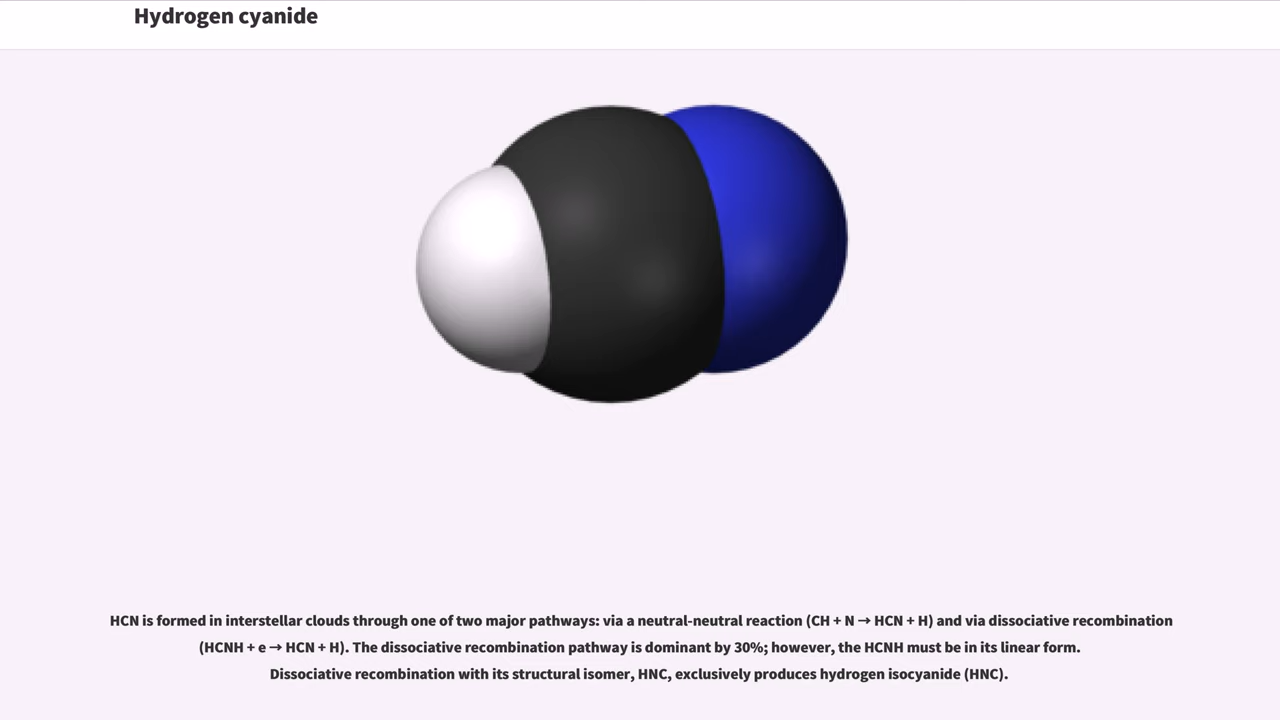 Hydrogen cyanide
HCN is formed in interstellar clouds through one of two major pathways: via a neutral-neutral reaction (CH + N → HCN + H) and via dissociative recombination
(HCNH + e → HCN + H). The dissociative recombination pathway is dominant by 30%; however, the HCNH must be in its linear form.
Dissociative recombination with its structural isomer, HNC, exclusively produces hydrogen isocyanide (HNC).